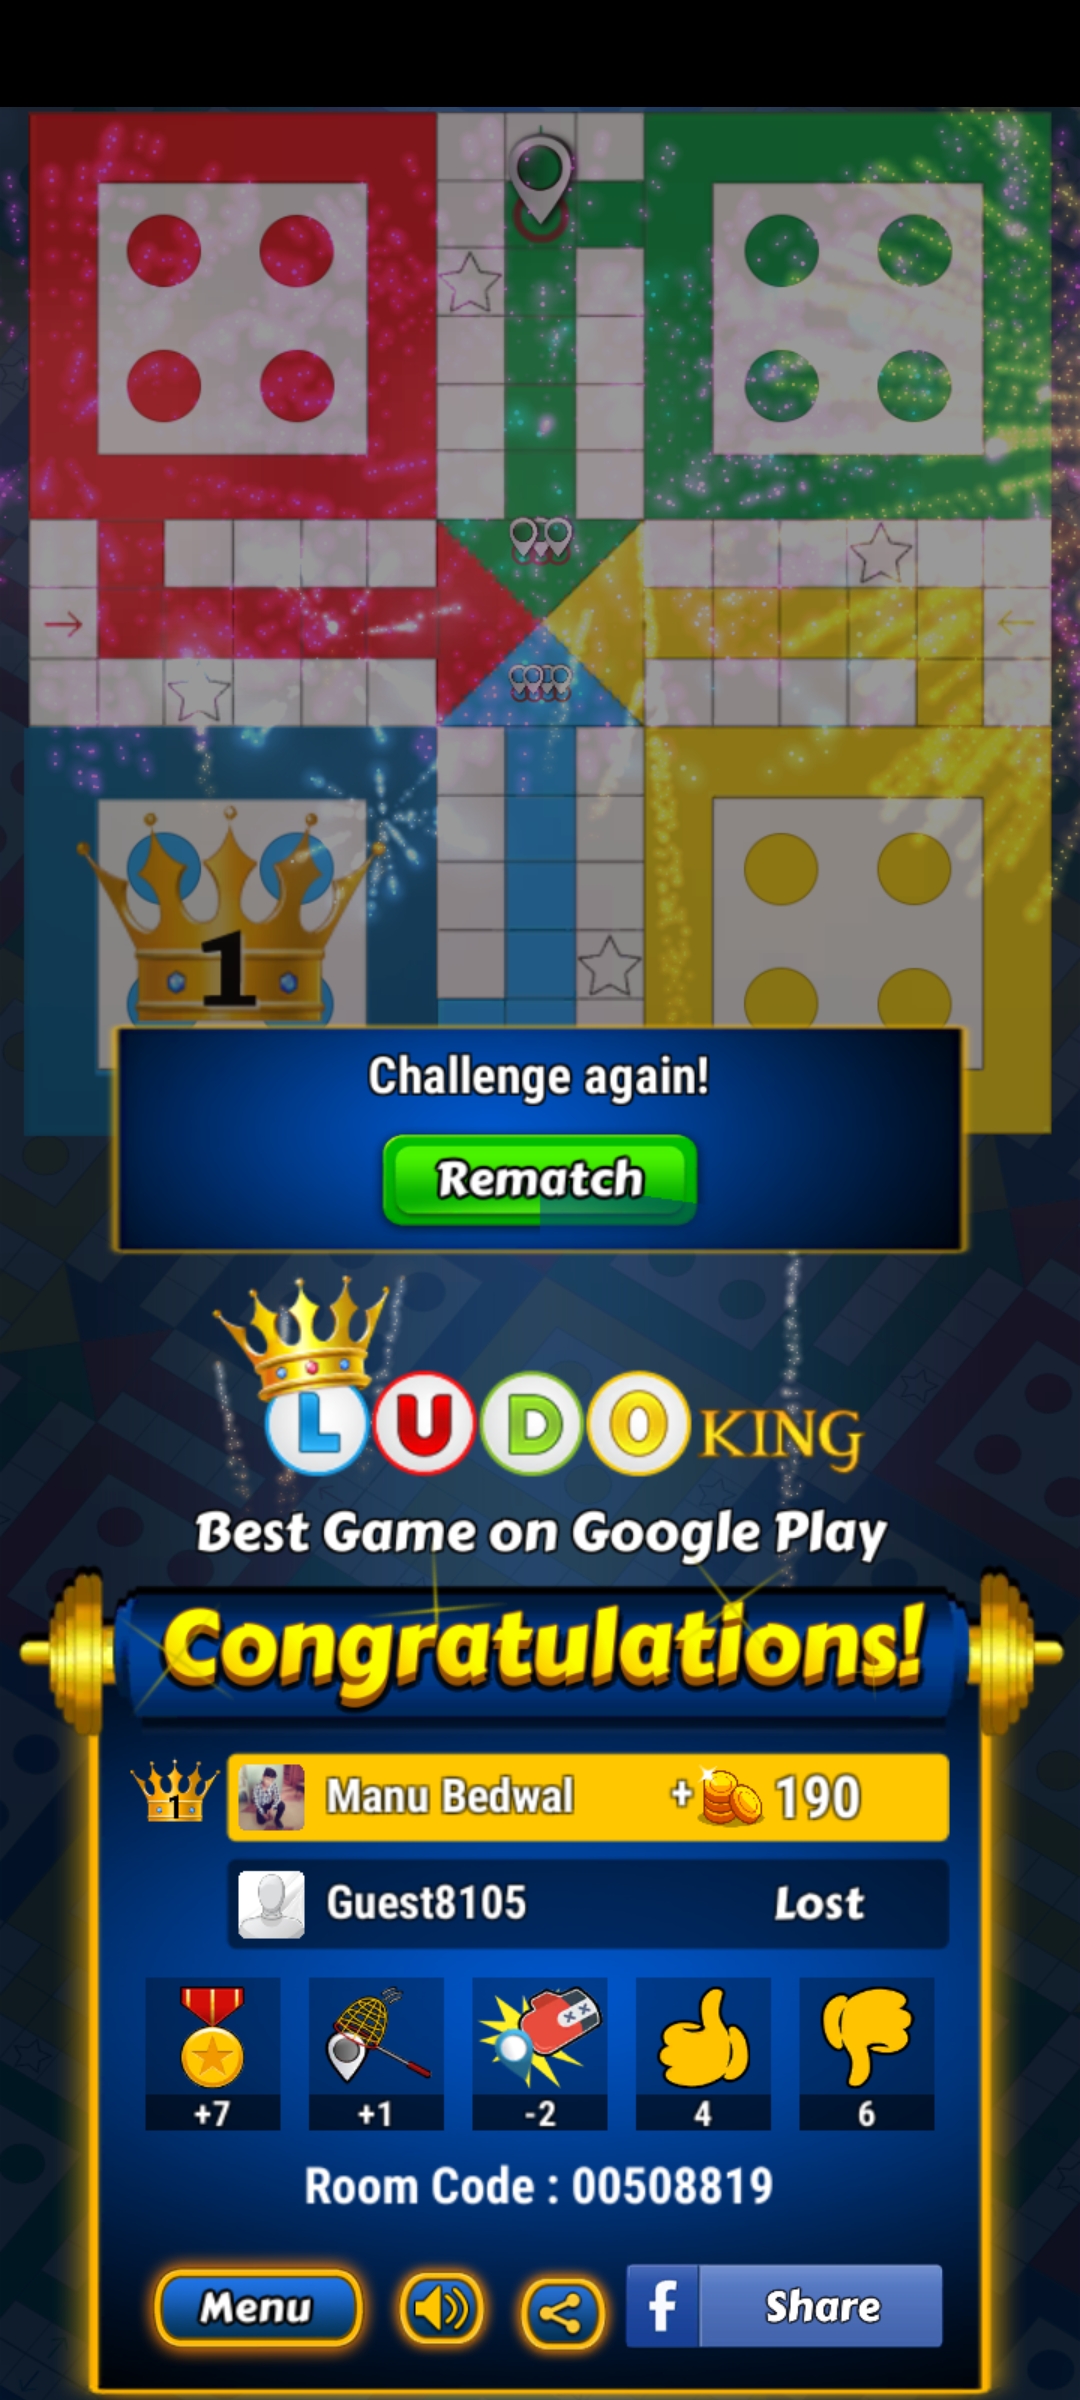 1
Challenge again!
Rematch
LUDO KING
Best Game on Google Play
Congratulations!
1 Manu Bedwal + 190
Guest8105 Lost
+7 +1 -2 4 6
Room Code : 00508819
Menu f Share